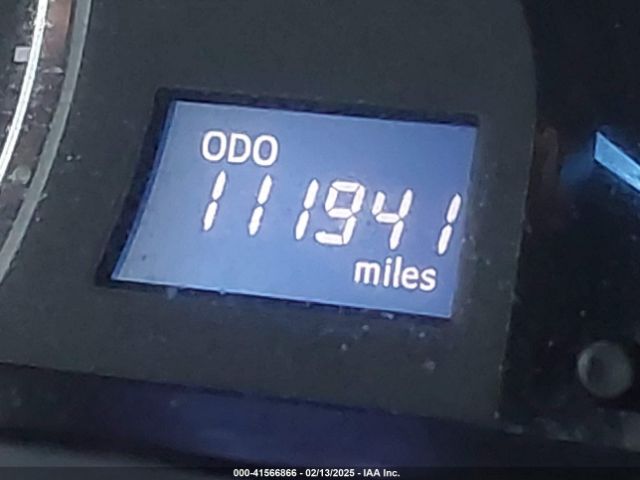 ODO
111941
miles
000-41566866 - 02/13/2025 - IAA Inc.